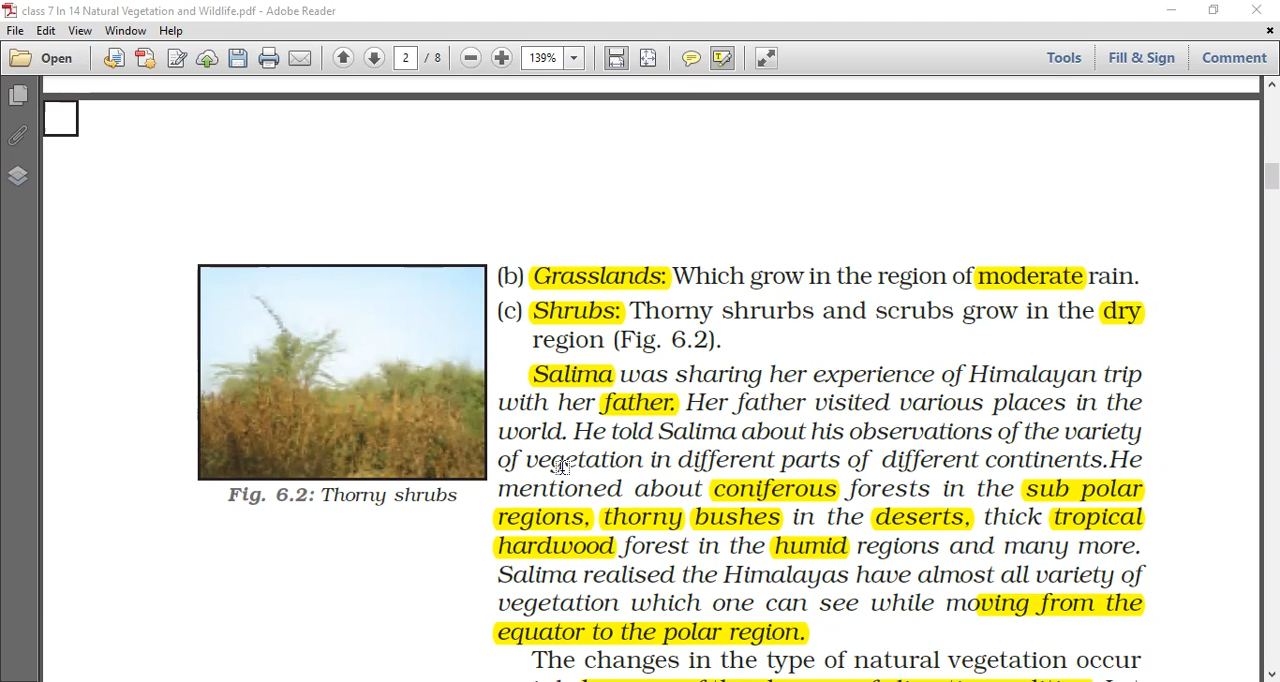 class 7 ln 14 Natural Vegetation and Wildlife.pdf - Adobe Reader
File Edit View Window Help
Open 2 / 8 139% Tools Fill & Sign Comment
(b) Grasslands: Which grow in the region of moderate rain.
(c) Shrubs: Thorny shrurbs and scrubs grow in the dry
region (Fig. 6.2).
Salima was sharing her experience of Himalayan trip
with her father. Her father visited various places in the
world. He told Salima about his observations of the variety
of vegetation in different parts of different continents.He
mentioned about coniferous forests in the sub polar
regions, thorny bushes in the deserts, thick tropical
hardwood forest in the humid regions and many more.
Salima realised the Himalayas have almost all variety of
vegetation which one can see while moving from the
equator to the polar region.
The changes in the type of natural vegetation occur
Fig. 6.2: Thorny shrubs